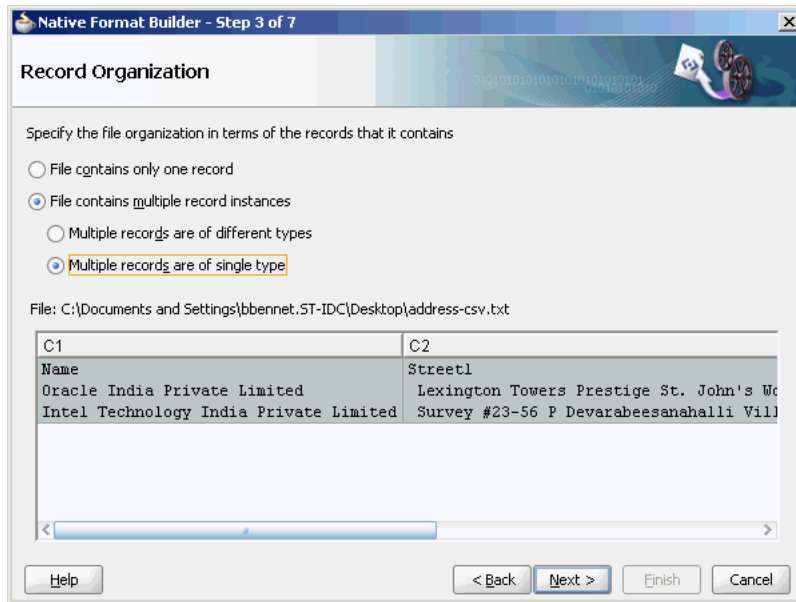 Native Format Builder - Step 3 of 7
Record Organization
Specify the file organization in terms of the records that it contains
File contains only one record
File contains multiple record instances
Multiple records are of different types
Multiple records are of single type
File: C:\Documents and Settings\bbennet.ST-IDC\Desktop\address-csv.txt
C1 C2
Name Street1
Oracle India Private Limited Lexington Towers Prestige St. John's Wo
Intel Technology India Private Limited Survey #23-56 P Devarabeesanahalli Vill
Help < Back Next > Finish Cancel